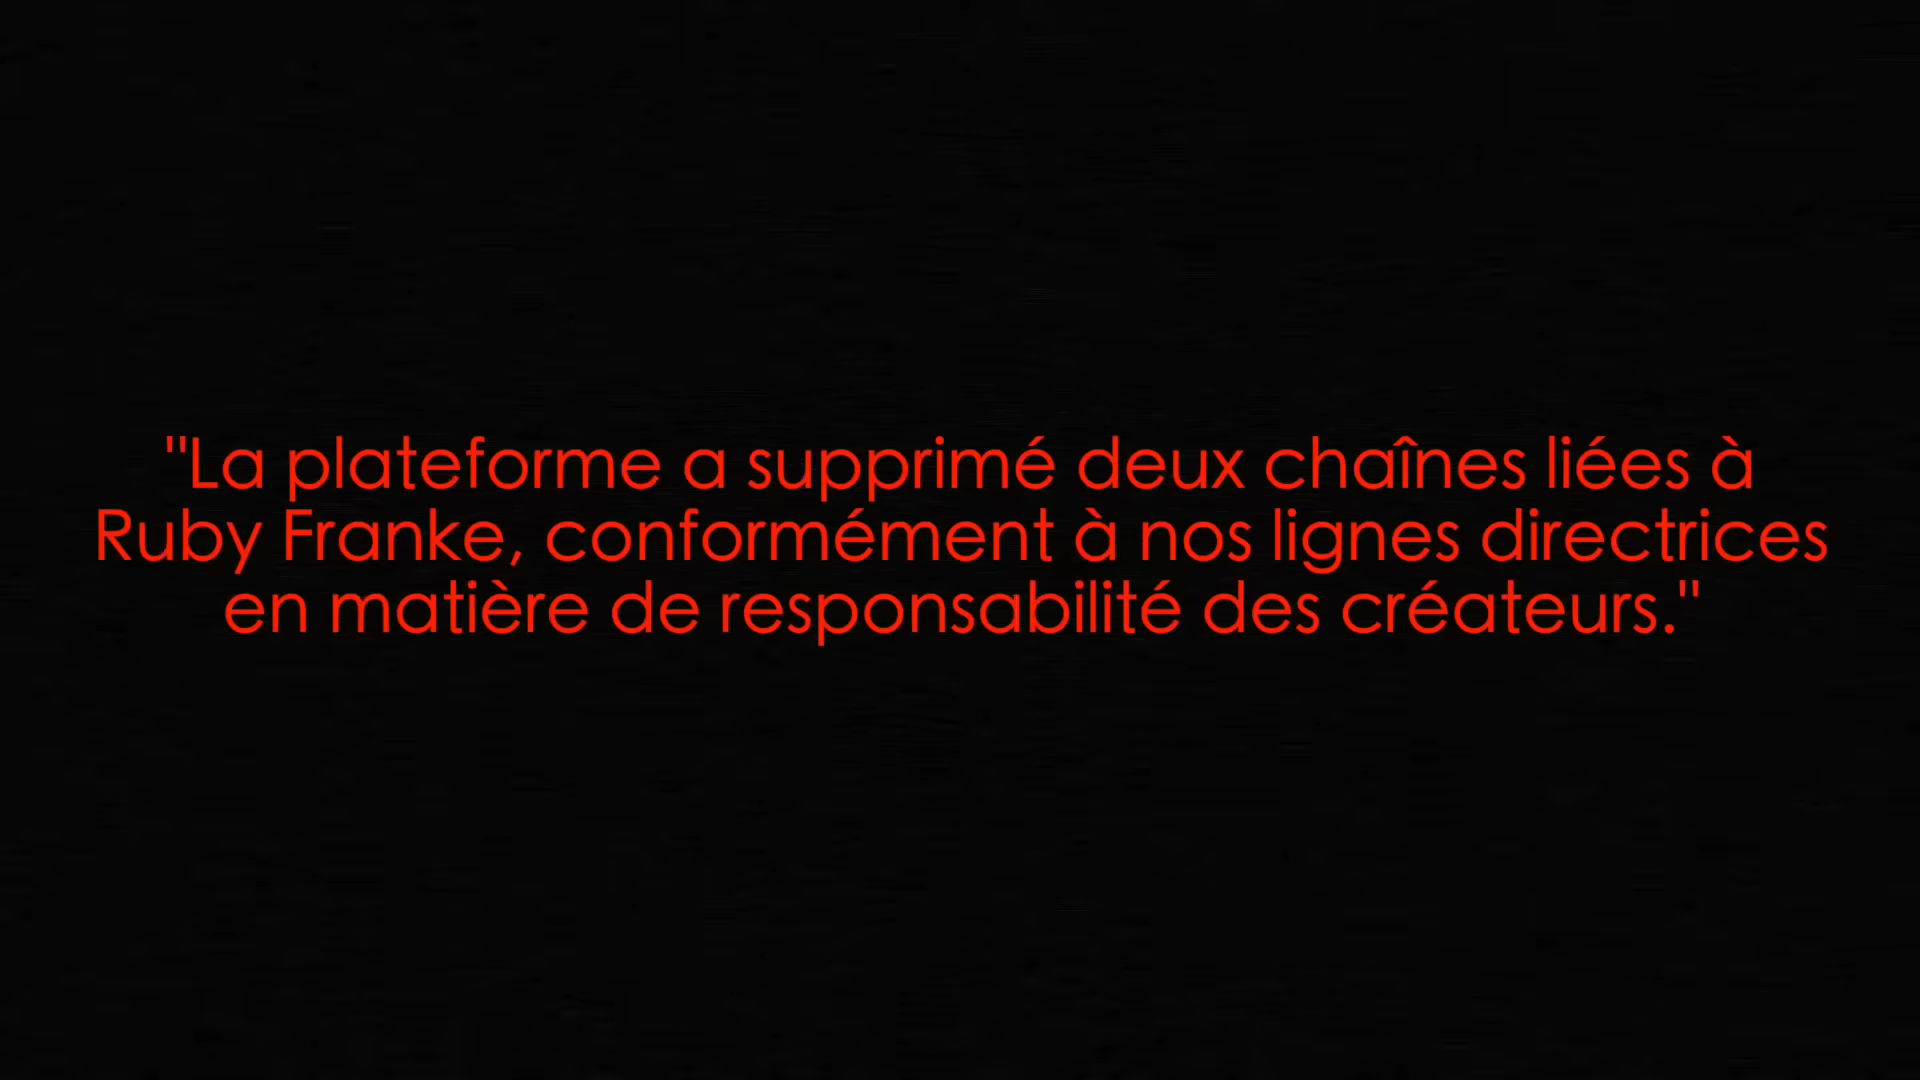 "La plateforme a supprimé deux chaînes liées à
Ruby Franke, conformément à nos lignes directrices
en matière de responsabilité des créateurs."